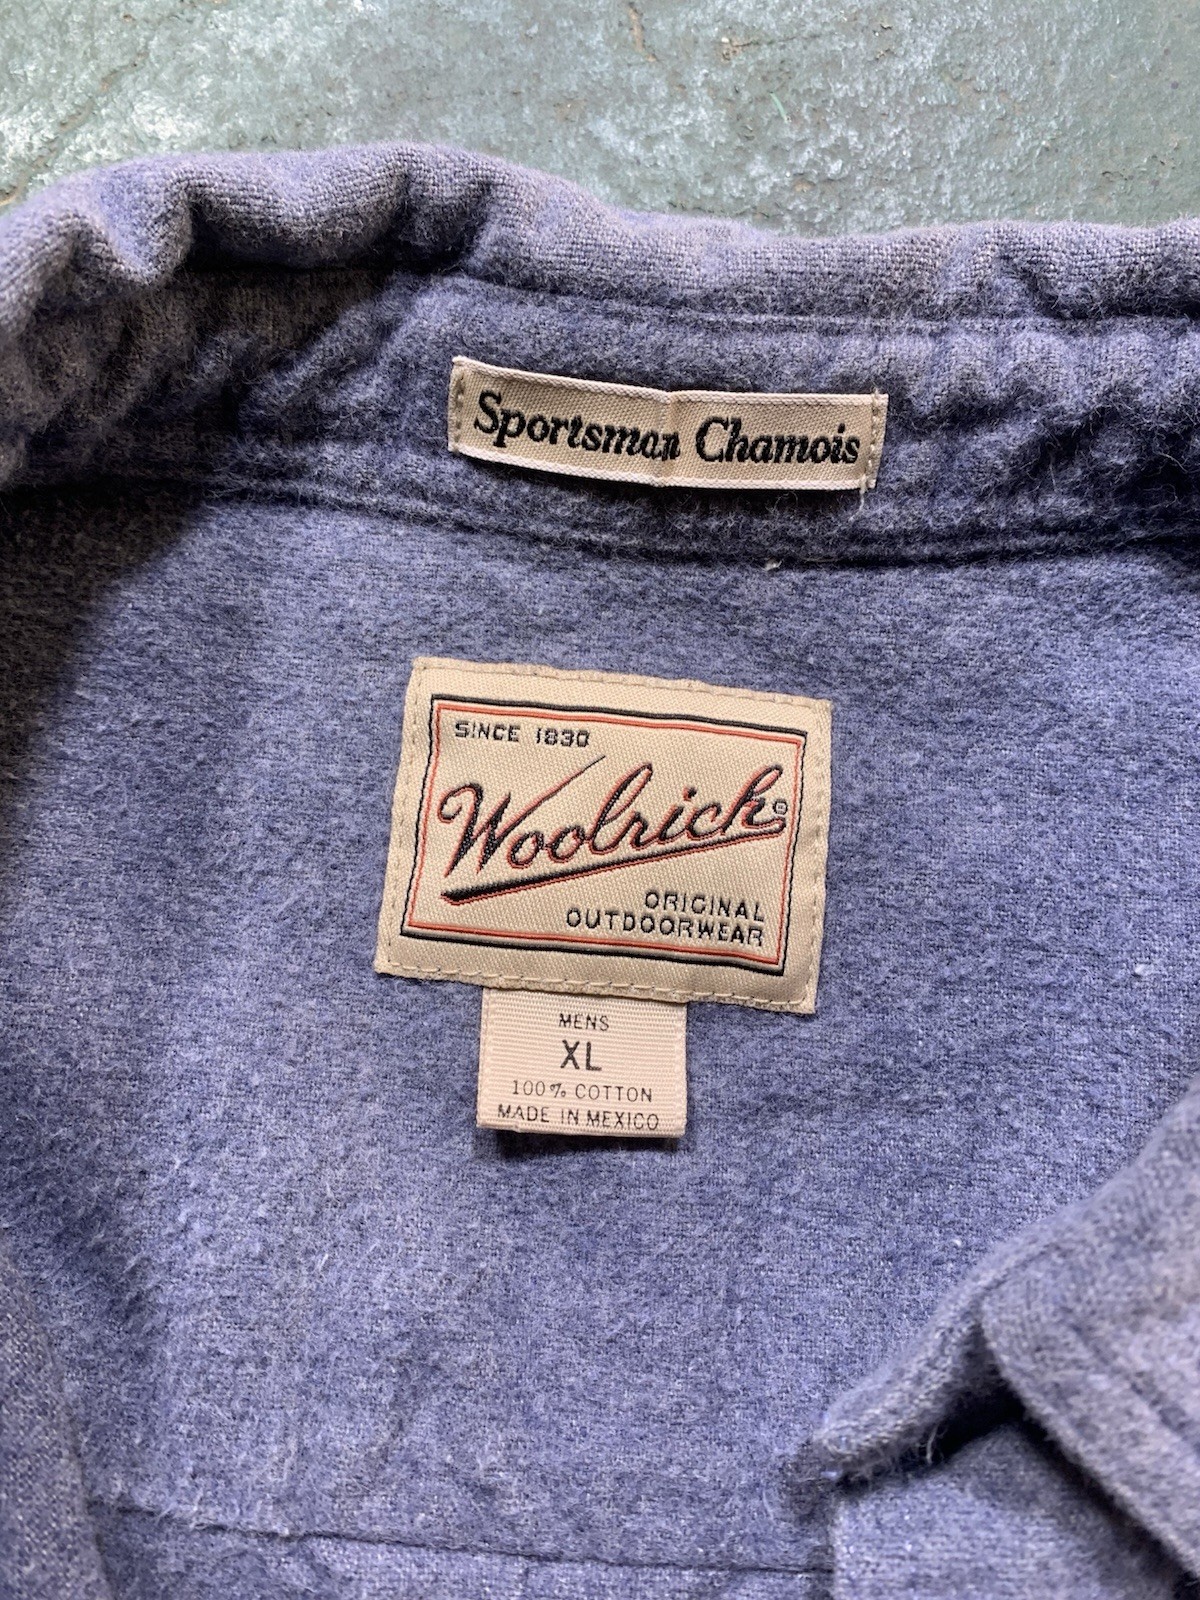 Sportsman Chamois
SINCE 1830
Woolrich®
ORIGINAL
OUTDOORWEAR
MENS
XL
100% COTTON
MADE IN MEXICO